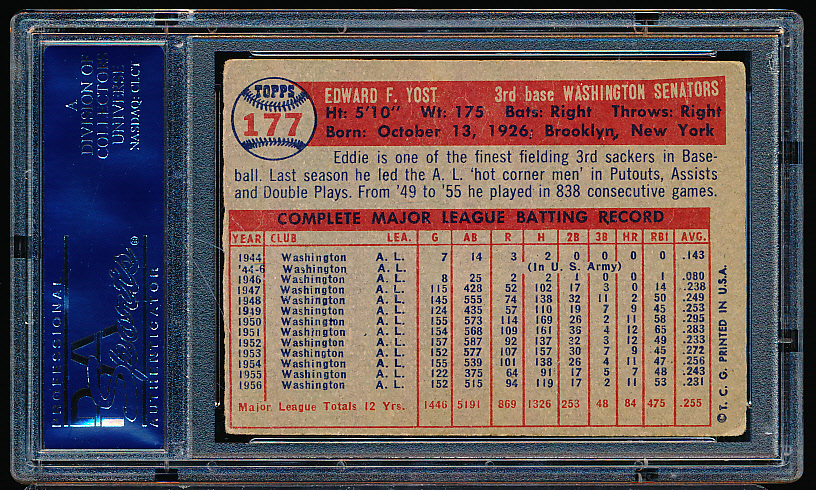 A
DIVISION OF
COLLECTORS
UNIVERSE
NASDAQ: CLCT
PROFESSIONAL
PSA
Sports
®
AUTHENTICATOR
TOPPS
177
EDWARD F. YOST 3rd base WASHINGTON SENATORS
Ht: 5'10" Wt: 175 Bats: Right Throws: Right
Born: October 13, 1926; Brooklyn, New York
Eddie is one of the finest fielding 3rd sackers in Base-
ball. Last season he led the A. L. 'hot corner men' in Putouts, Assists
and Double Plays. From '49 to '55 he played in 838 consecutive games.
COMPLETE MAJOR LEAGUE BATTING RECORD
YEAR CLUB LEA. G AB R H 2B 3B HR RBI AVG.
1944 Washington A. L. 7 14 3 2 0 0 0 0 .143
'44-6 Washington A. L. (In U. S. Army)
1946 Washington A. L. 8 25 2 2 0 0 0 1 .080
1947 Washington A. L. 115 428 52 102 17 3 0 14 .238
1948 Washington A. L. 145 555 74 138 32 11 2 50 .249
1949 Washington A. L. 124 435 57 110 19 7 9 45 .253
1950 Washington A. L. 155 573 114 169 26 2 11 58 .295
1951 Washington A. L. 154 568 109 161 36 4 12 65 .283
1952 Washington A. L. 157 587 92 137 32 3 12 49 .233
1953 Washington A. L. 152 577 107 157 30 7 9 45 .272
1954 Washington A. L. 155 539 101 138 26 4 11 47 .256
1955 Washington A. L. 122 375 64 91 17 5 7 48 .243
1956 Washington A. L. 152 515 94 119 17 2 11 53 .231
Major League Totals 12 Yrs. 1446 5191 869 1326 253 48 84 475 .255
© T. C. G. PRINTED IN U.S.A.